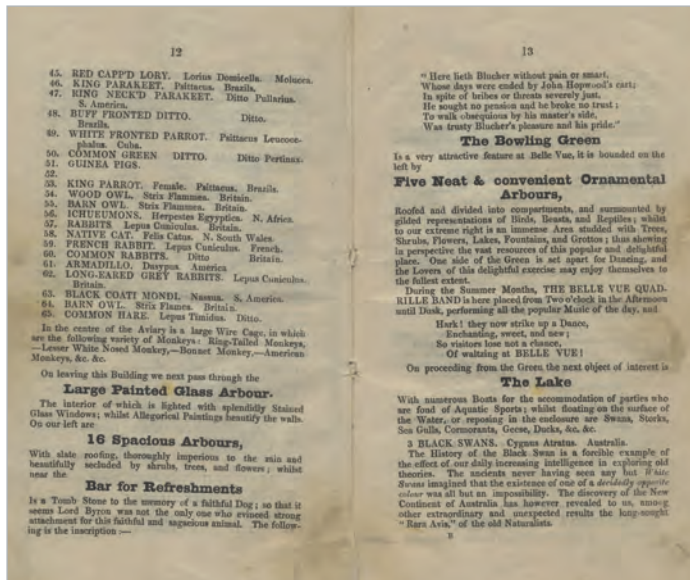 12
45. RED CAPP'D LORY. Lorius Domicella. Molucca.
46. KING PARAKEET. Psittacus. Brazils.
47. RING NECK'D PARAKEET. Ditto Pullarius.
S. America.
48. BUFF FRONTED DITTO. Ditto.
Brazils.
49. WHITE FRONTED PARROT. Psittacus Leucoce-
phalus. Cuba.
50. COMMON GREEN DITTO. Ditto Pertinax.
51. GUINEA PIGS.
52.
53. KING PARROT. Female. Psittacus. Brazils.
54. WOOD OWL. Strix Flammea. Britain.
55. BARN OWL. Strix Flammea. Britain.
56. ICHUEUMONS. Herpestes Egyyptica. N. Africa.
57. RABBITS. Lepus Cuniculus. Britain.
58. NATIVE CAT. Felis Catus. N. South Wales.
59. FRENCH RABBIT. Lepus Cuniculus. French.
60. COMMON RABBITS. Ditto Britain.
61. ARMADILLO. Dasypus. America
62. LONG-EARED GREY RABBITS. Lepus Cuniculus.
Britain.
63. BLACK COATI MONDI. Nassua. S. America.
64. BARN OWL. Strix Flames. Britain.
65. COMMON HARE. Lepus Timidus. Ditto.
In the centre of the Aviary is a large Wire Cage, in which
are the following variety of Monkeys: Ring-Tailed Monkeys,
—Lesser White Nosed Monkey,—Bonnet Monkey,—American
Monkeys, &c. &c.
On leaving this Building we next pass through the
Large Painted Glass Arbour.
The interior of which is lighted with splendidly Stained
Glass Windows; whilst Allegorical Paintings beautify the walls.
On our left are
16 Spacious Arbours,
With slate roofing, thoroughly imperious to the rain and
beautifully secluded by shrubs, trees, and flowers; whilst
near the
Bar for Refreshments
Is a Tomb Stone to the memory of a faithful Dog; so that it
seems Lord Byron was not the only one who evinced strong
attachment for this faithful and sagacious animal. The follow-
ing is the inscription :—
13
" Here lieth Blucher without pain or smart,
Whose days were ended by John Hopwood's cart;
In spite of bribes or threats severely just,
He sought no pension and he broke no trust;
To walk obsequious by his master's side,
Was trusty Blucher's pleasure and his pride."
The Bowling Green
Is a very attractive feature at Belle Vue, it is bounded on the
left by
Five Neat & convenient Ornamental
Arbours,
Roofed and divided into compartments, and surmounted by
gilded representations of Birds, Beasts, and Reptiles; whilst
to our extreme right is an immense Area studded with Trees,
Shrubs, Flowers, Lakes, Fountains, and Grottos; thus shewing
in perspective the vast resources of this popular and delightful
place. One side of the Green is set apart for Dancing, and
the Lovers of this delightful exercise may enjoy themselves to
the fullest extent.
During the Summer Months, THE BELLE VUE QUAD-
RILLE BAND is here placed from Two o'clock in the Afternoon
until Dusk, performing all the popular Music of the day, and
Hark! they now strike up a Dance,
Enchanting, sweet, and new;
So visitors lose not a chance,
Of waltzing at BELLE VUE!
On proceeding from the Green the next object of interest is
The Lake
With numerous Boats for the accommodation of parties who
are fond of Aquatic Sports; whilst floating on the surface of
the Water, or reposing in the enclosure are Swans, Storks,
Sea Gulls, Cormorants, Geese, Ducks, &c. &c.
3 BLACK SWANS. Cygnus Atratus. Australia.
The History of the Black Swan is a forcible example of
the effect of our daily increasing intelligence in exploring old
theories. The ancients never having seen any but White
Swans imagined that the existence of one of a decidedly opposite
colour was all but an impossibility. The discovery of the New
Continent of Australia has however revealed to us, among
other extraordinary and unexpected results the long-sought
"Rara Avis," of the old Naturalists.
B